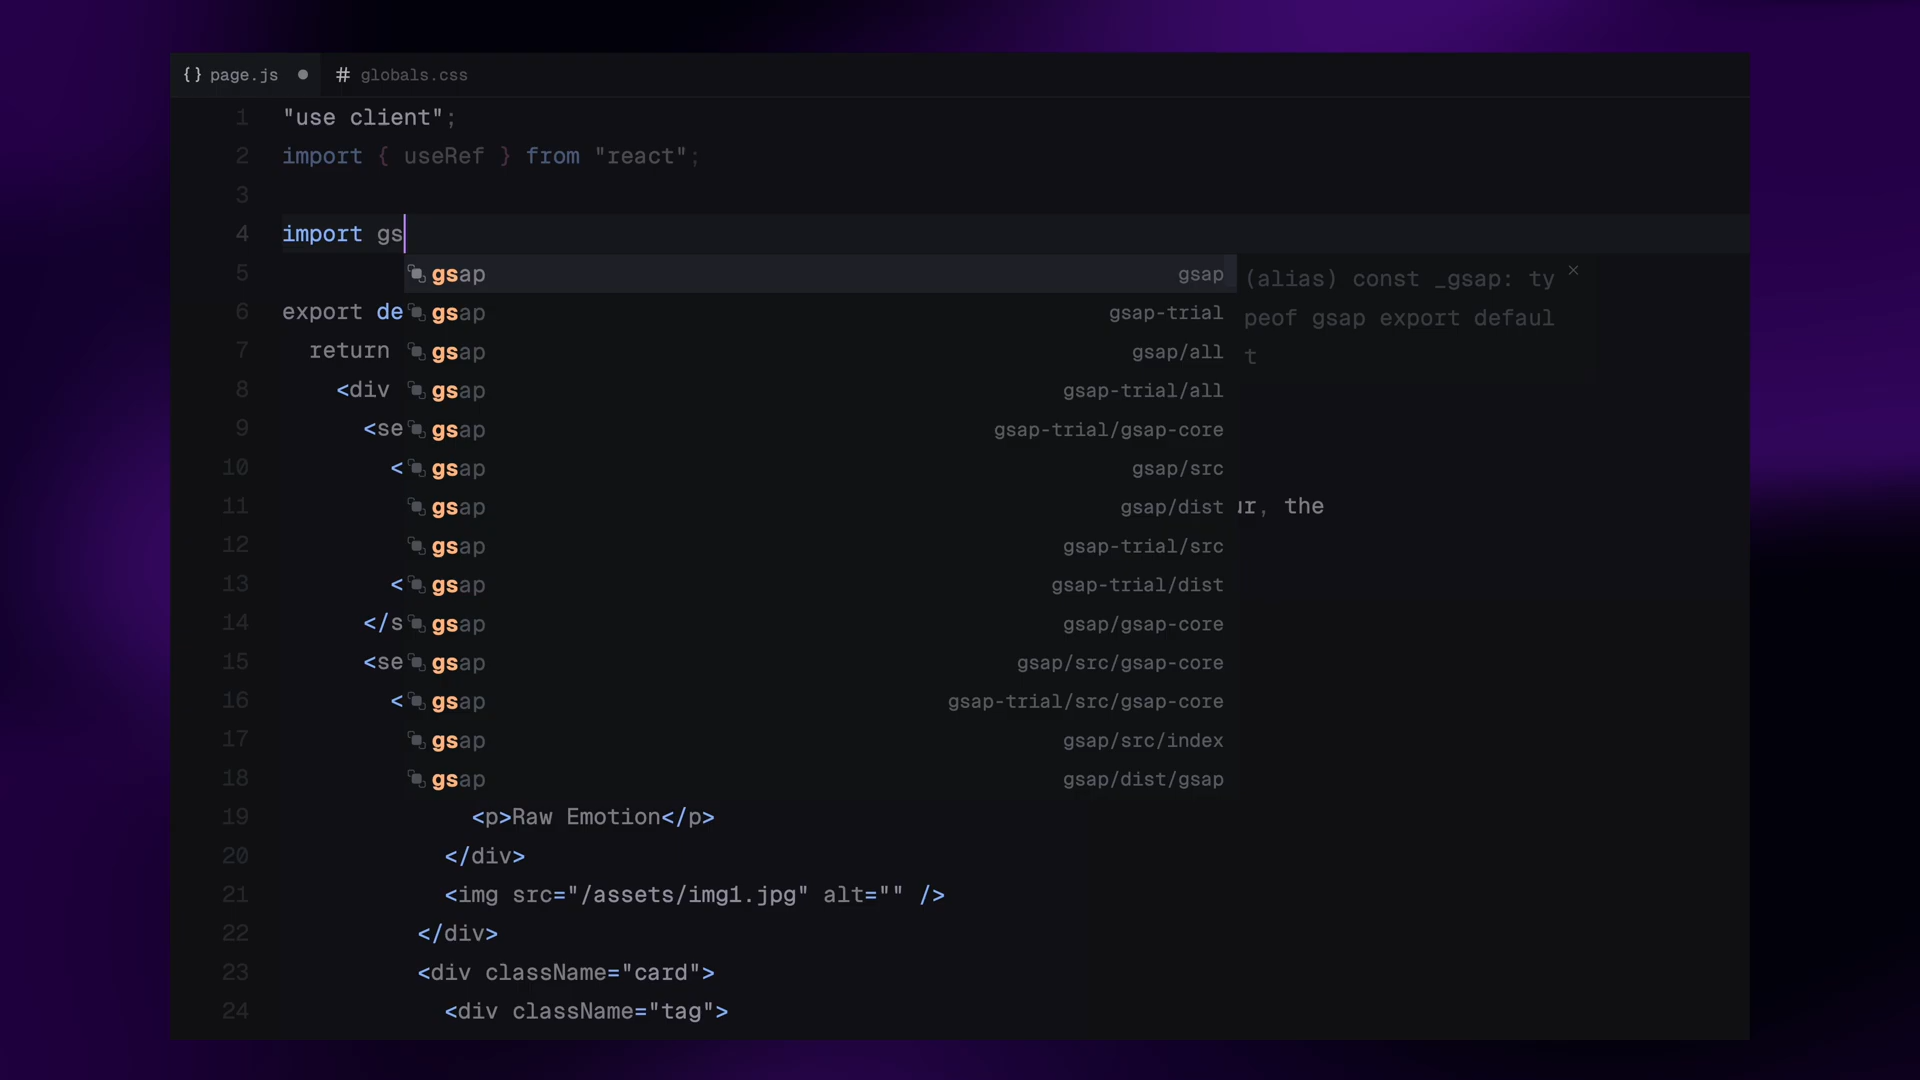 {} page.js ● # globals.css
1 "use client";
2 import { useRef } from "react";
3
4 import gs
5 gsap gsap (alias) const _gsap: ty ×
6 export de gsap gsap-trial peof gsap export defaul
7 return gsap gsap/all t
8 <div gsap gsap-trial/all
9 <se gsap gsap-trial/gsap-core
10 < gsap gsap/src
11 gsap gsap/dist ur, the
12 gsap gsap-trial/src
13 < gsap gsap-trial/dist
14 </s gsap gsap/gsap-core
15 <se gsap gsap/src/gsap-core
16 < gsap gsap-trial/src/gsap-core
17 gsap gsap/src/index
18 gsap gsap/dist/gsap
19 <p>Raw Emotion</p>
20 </div>
21 <img src="/assets/img1.jpg" alt="" />
22 </div>
23 <div className="card">
24 <div className="tag">